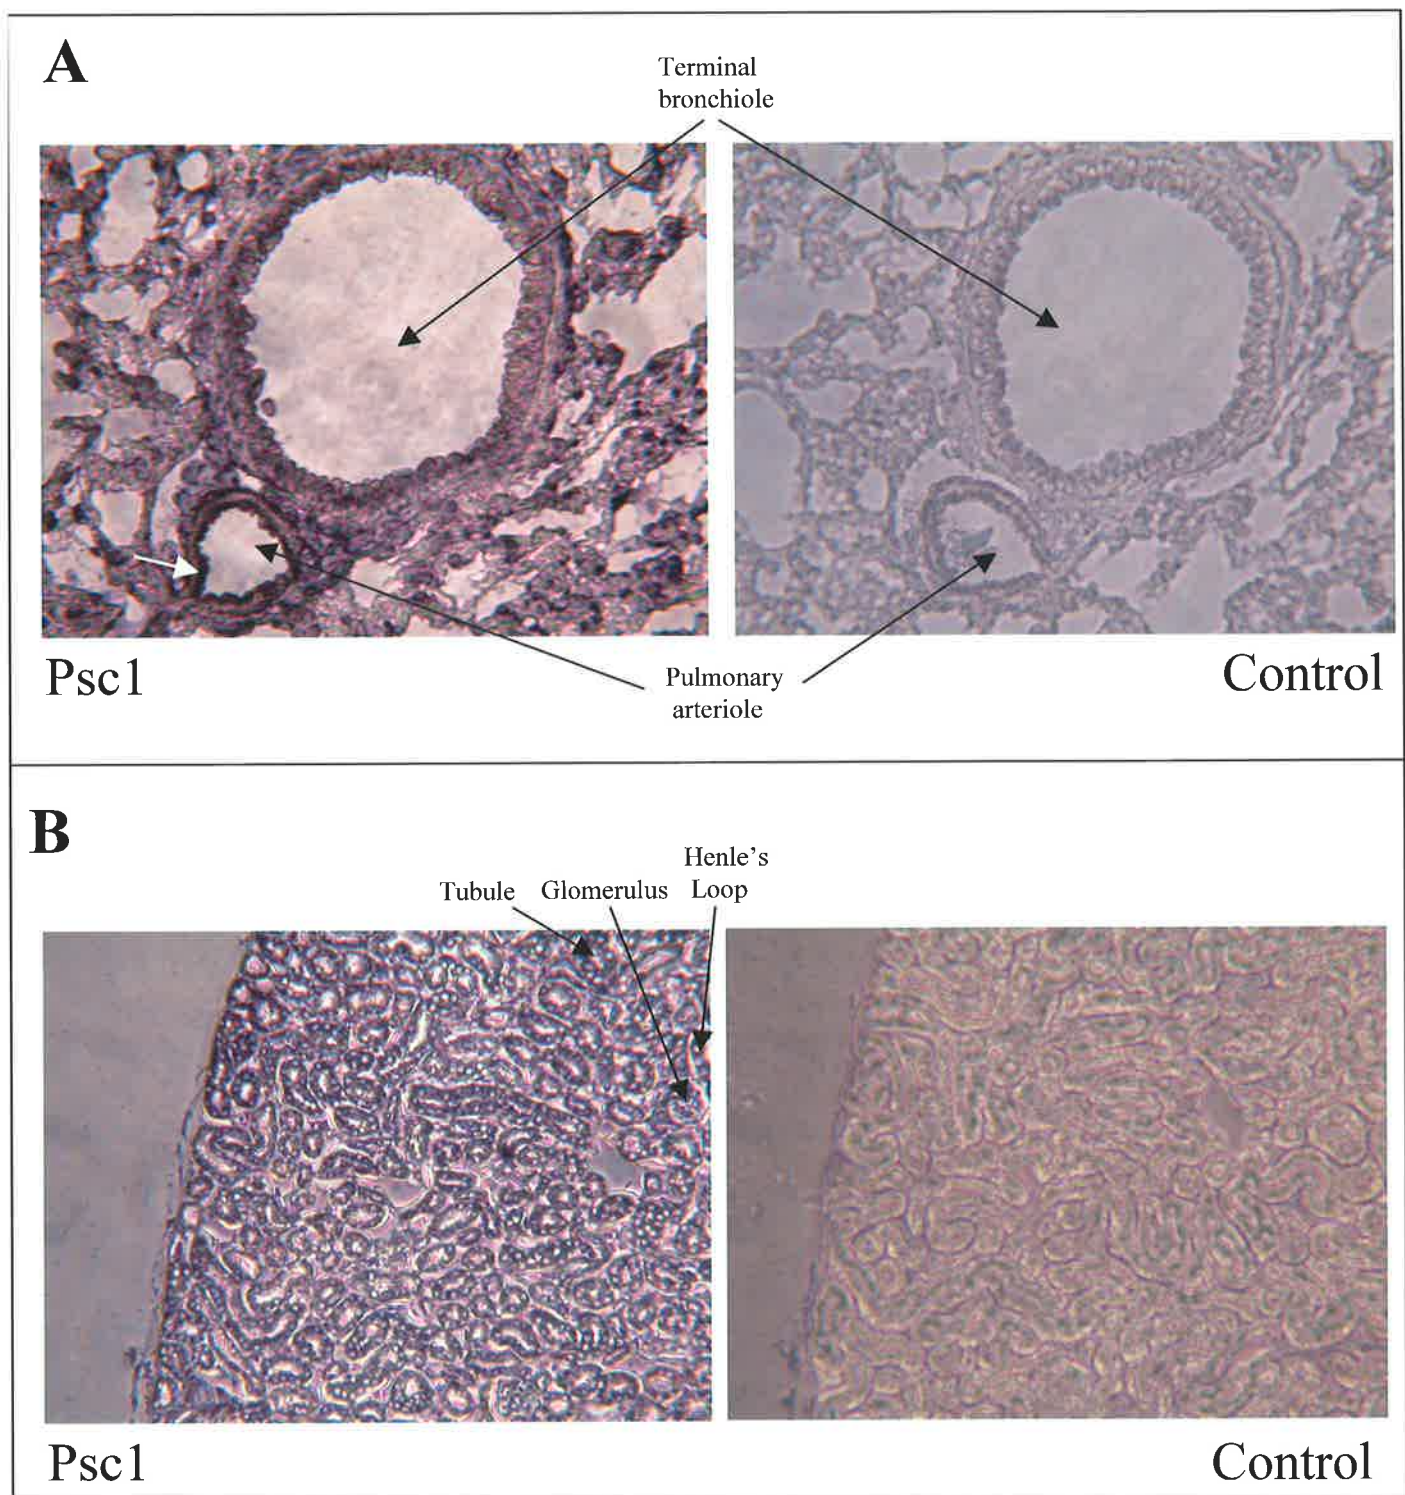 A
Terminal
bronchiole
Psc1
Pulmonary
arteriole
Control
B
Henle's
Tubule Glomerulus Loop
Psc1
Control